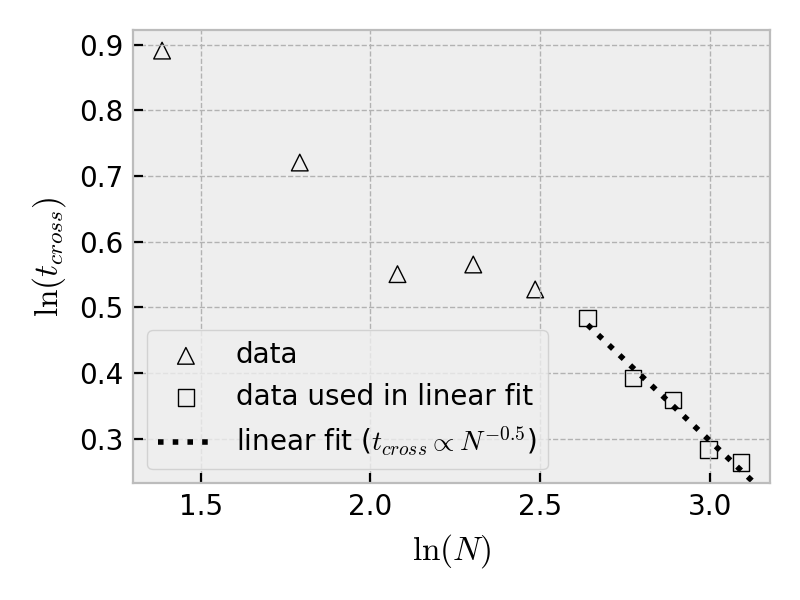 0.9
0.8
0.7
0.6
0.5
0.4
0.3
ln(t_cross)
data
data used in linear fit
linear fit (t_cross ∝ N^−0.5)
1.5 2.0 2.5 3.0
ln(N)